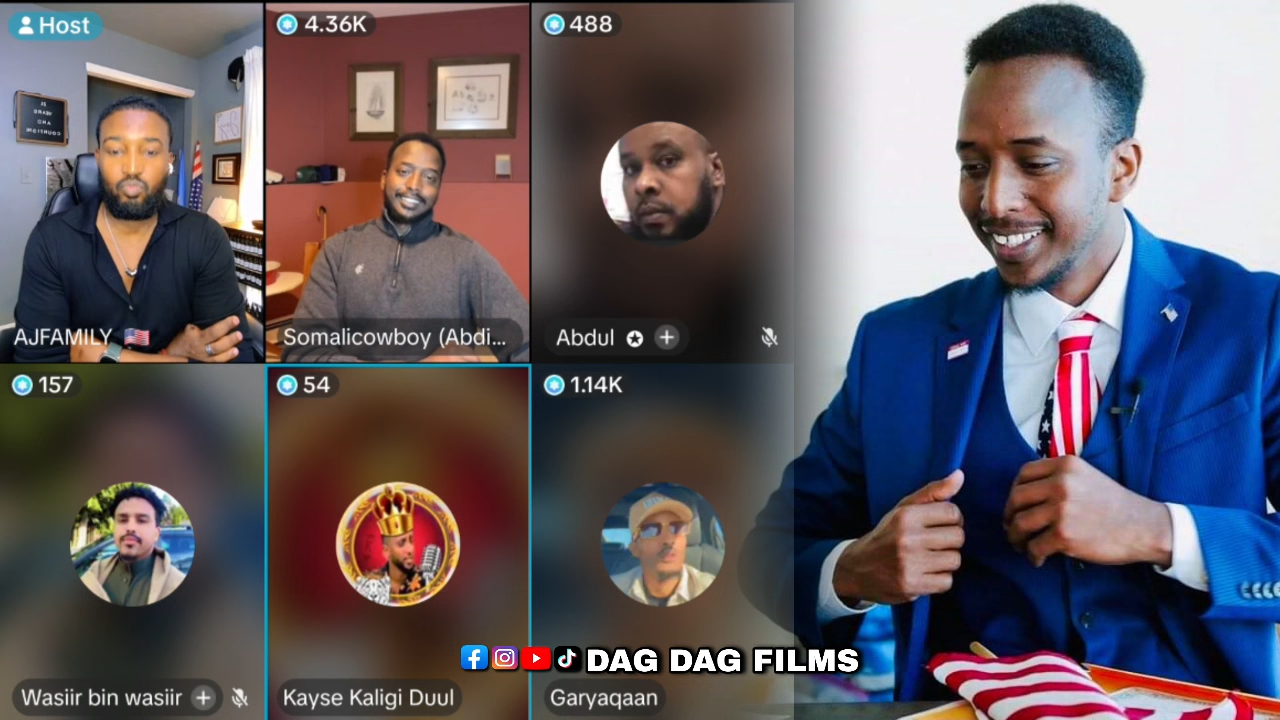 Host
4.36K
488
AJFAMILY 🇺🇸
Somalicowboy (Abdi...
Abdul
157
54
1.14K
DAG DAG FILMS
Wasiir bin wasiir
Kayse Kaligi Duul
Garyaqaan